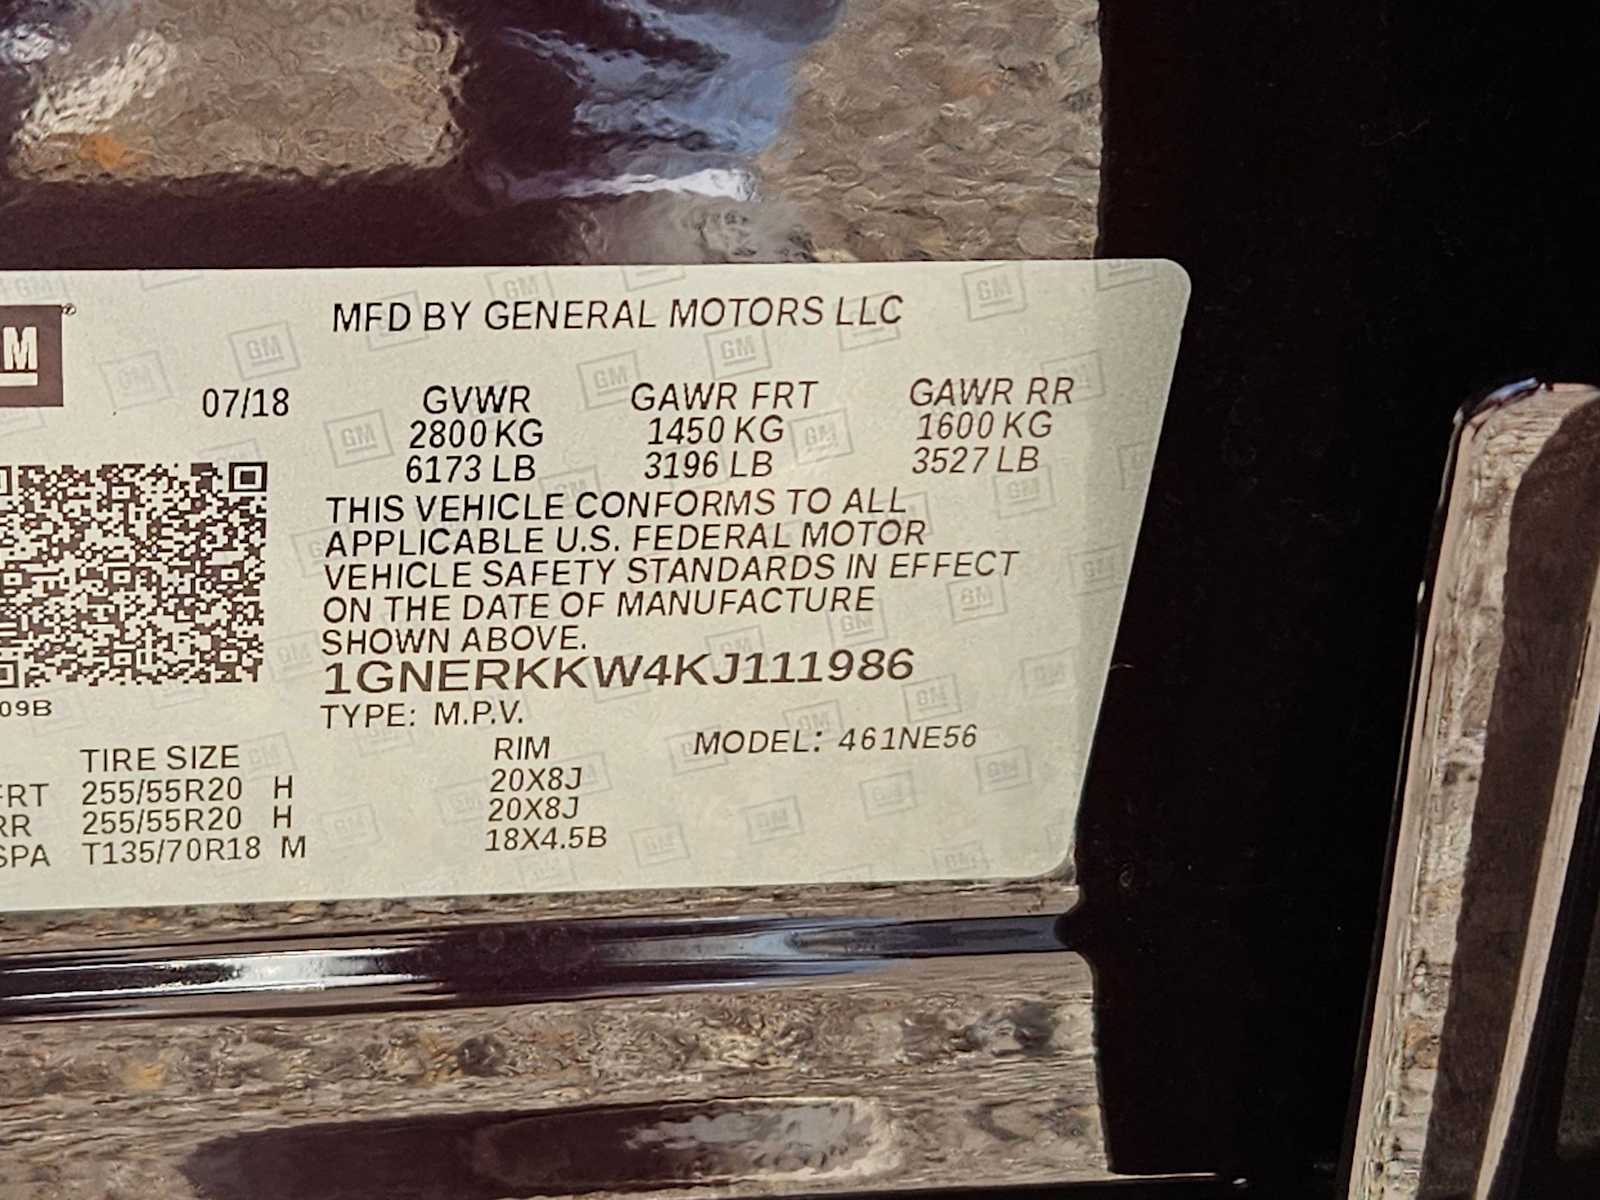 MFD BY GENERAL MOTORS LLC
07/18 GVWR GAWR FRT GAWR RR
2800 KG 1450 KG 1600 KG
6173 LB 3196 LB 3527 LB
THIS VEHICLE CONFORMS TO ALL
APPLICABLE U.S. FEDERAL MOTOR
VEHICLE SAFETY STANDARDS IN EFFECT
ON THE DATE OF MANUFACTURE
SHOWN ABOVE.
1GNERKKW4KJ111986
09B
TYPE: M.P.V.
TIRE SIZE RIM MODEL: 461NE56
FRT 255/55R20 H 20X8J
RR 255/55R20 H 20X8J
SPA T135/70R18 M 18X4.5B